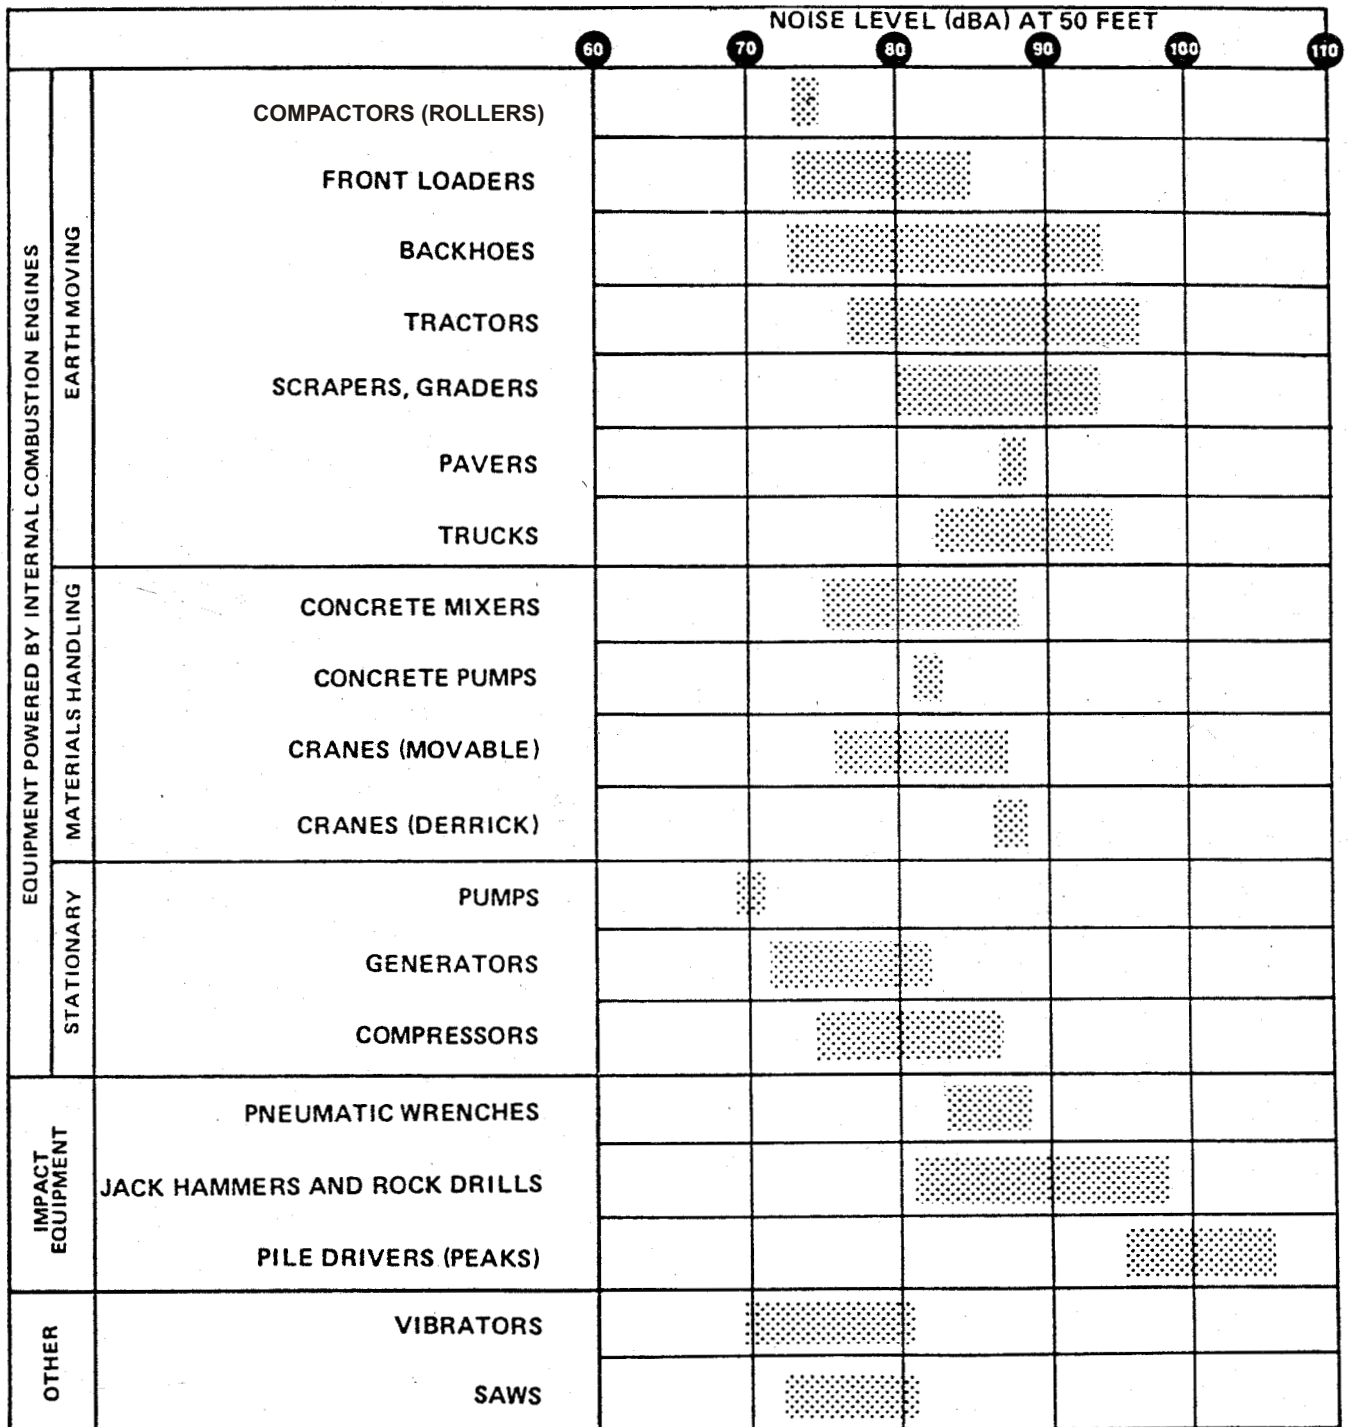 NOISE LEVEL (dBA) AT 50 FEET
60 70 80 90 100 110
EQUIPMENT POWERED BY INTERNAL COMBUSTION ENGINES
EARTH MOVING
COMPACTORS (ROLLERS)
FRONT LOADERS
BACKHOES
TRACTORS
SCRAPERS, GRADERS
PAVERS
TRUCKS
MATERIALS HANDLING
CONCRETE MIXERS
CONCRETE PUMPS
CRANES (MOVABLE)
CRANES (DERRICK)
STATIONARY
PUMPS
GENERATORS
COMPRESSORS
IMPACT
EQUIPMENT
PNEUMATIC WRENCHES
JACK HAMMERS AND ROCK DRILLS
PILE DRIVERS (PEAKS)
OTHER
VIBRATORS
SAWS